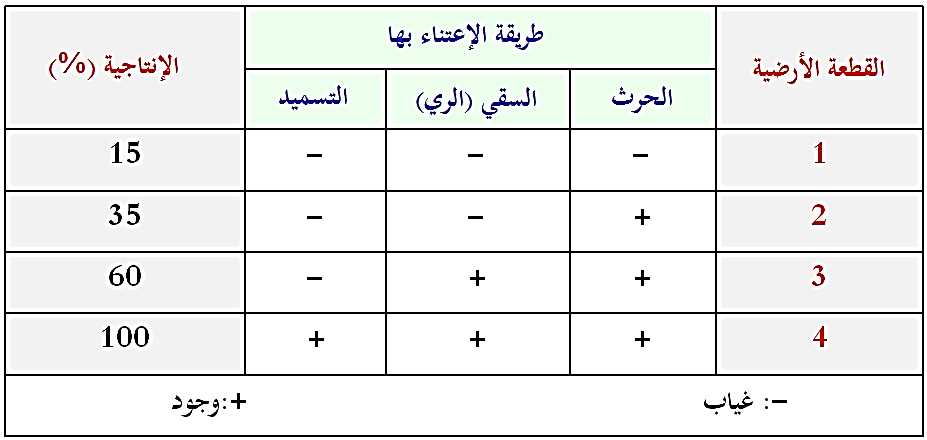 القطعة الأرضية طريقة الإعتناء بها الإنتاجية (%)
الحرث السقي (الري) التسميد
1 – – – 15
2 + – – 35
3 + + – 60
4 + + + 100
–: غياب +:وجود